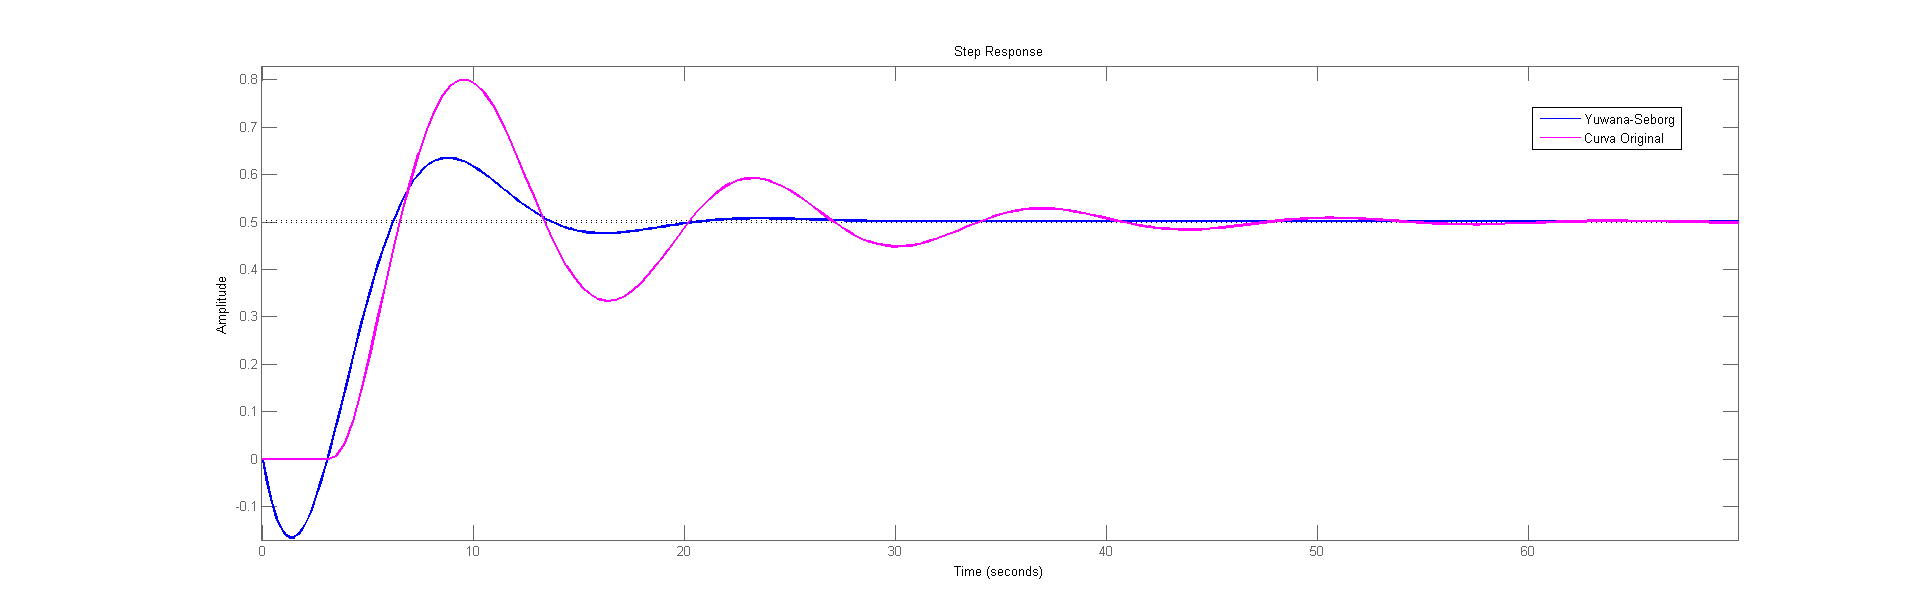 Step Response
0.8
0.7
0.6
0.5
0.4
0.3
0.2
0.1
0
-0.1
Amplitude
Yuwana-Seborg
Curva Original
0 10 20 30 40 50 60
Time (seconds)